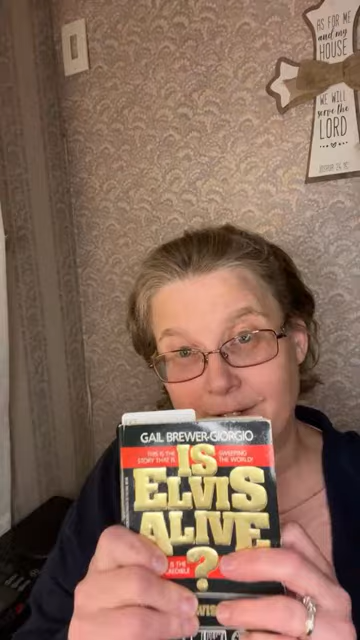 AS FOR ME
and my
HOUSE
WE WILL
serve the
LORD
GAIL BREWER-GIORGIO
THIS IS THE
STORY THAT IS
SWEEPING
THE WORLD!
IS
ELVIS
ALIVE
?